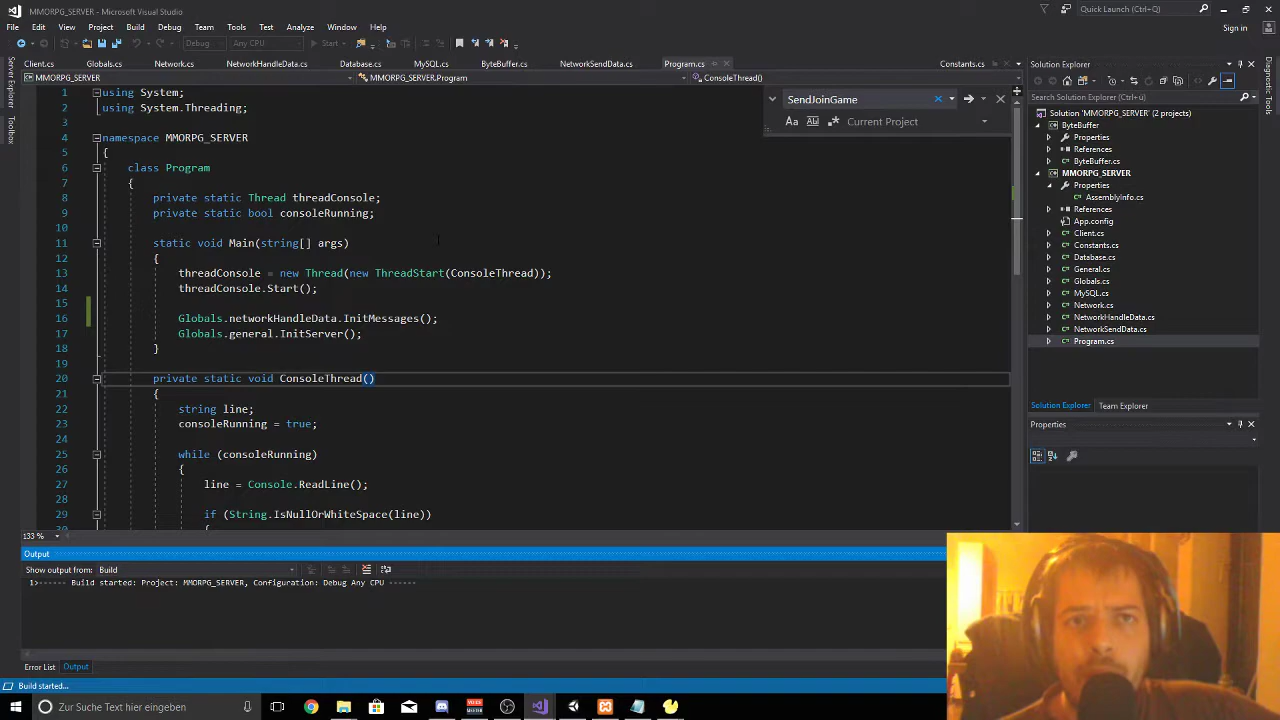 MMORPG_SERVER - Microsoft Visual Studio
Quick Launch (Ctrl + ü)
File Edit View Project Build Debug Team Tools Test Analyze Window Help
Sign in
Debug Any CPU Start
Client.cs Globals.cs Network.cs NetworkHandleData.cs Database.cs MySQL.cs ByteBuffer.cs NetworkSendData.cs Program.cs Constants.cs
Solution Explorer
MMORPG_SERVER MMORPG_SERVER.Program ConsoleThread()
Server Explorer
Toolbox
Diagnostic Tools
1 using System;
2 using System.Threading;
3
4 namespace MMORPG_SERVER
5 {
6 class Program
7 {
8 private static Thread threadConsole;
9 private static bool consoleRunning;
10
11 static void Main(string[] args)
12 {
13 threadConsole = new Thread(new ThreadStart(ConsoleThread));
14 threadConsole.Start();
15
16 Globals.networkHandleData.InitMessages();
17 Globals.general.InitServer();
18 }
19
20 private static void ConsoleThread()
21 {
22 string line;
23 consoleRunning = true;
24
25 while (consoleRunning)
26 {
27 line = Console.ReadLine();
28
29 if (String.IsNullOrWhiteSpace(line))
30 {
SendJoinGame
Aa Current Project
Search Solution Explorer (Ctrl+ü)
Solution 'MMORPG_SERVER' (2 projects)
ByteBuffer
Properties
References
ByteBuffer.cs
MMORPG_SERVER
Properties
AssemblyInfo.cs
References
App.config
Client.cs
Constants.cs
Database.cs
General.cs
Globals.cs
MySQL.cs
Network.cs
NetworkHandleData.cs
NetworkSendData.cs
Program.cs
Solution Explorer Team Explorer
Properties
133 %
Output
Show output from: Build
1>------ Build started: Project: MMORPG_SERVER, Configuration: Debug Any CPU ------
Error List Output
Build started...
Zur Suche Text hier eingeben